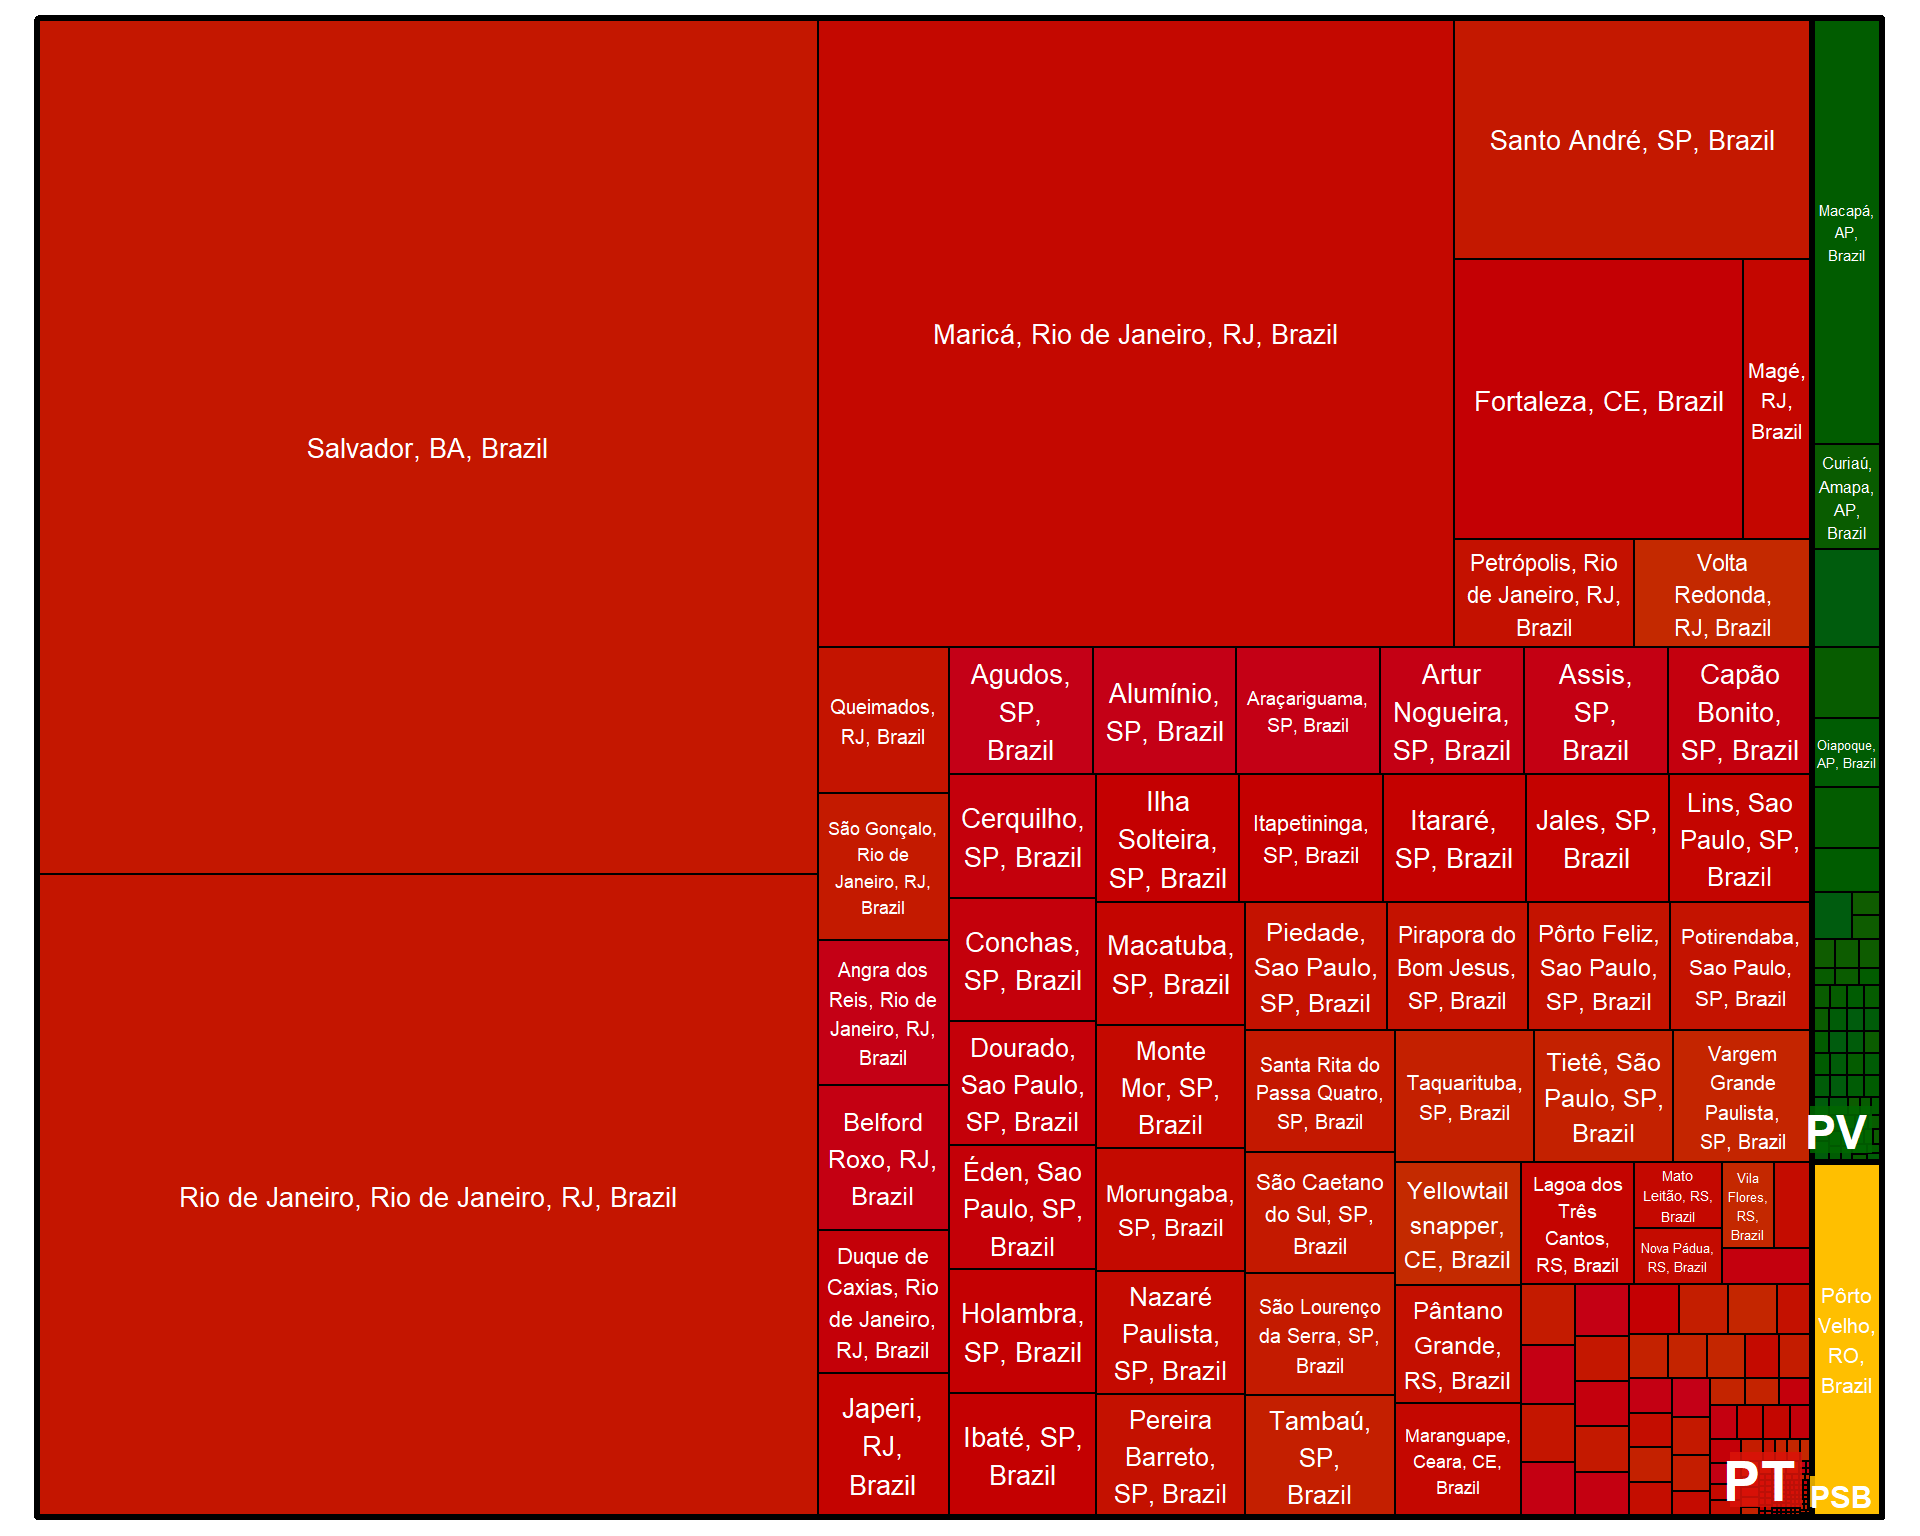 Salvador, BA, Brazil
Rio de Janeiro, Rio de Janeiro, RJ, Brazil
Maricá, Rio de Janeiro, RJ, Brazil
Santo André, SP, Brazil
Fortaleza, CE, Brazil
Magé,
RJ,
Brazil
Petrópolis, Rio
de Janeiro, RJ,
Brazil
Volta
Redonda,
RJ, Brazil
Queimados,
RJ, Brazil
São Gonçalo,
Rio de
Janeiro, RJ,
Brazil
Angra dos
Reis, Rio de
Janeiro, RJ,
Brazil
Belford
Roxo, RJ,
Brazil
Duque de
Caxias, Rio
de Janeiro,
RJ, Brazil
Japeri,
RJ,
Brazil
Agudos,
SP,
Brazil
Alumínio,
SP, Brazil
Araçariguama,
SP, Brazil
Artur
Nogueira,
SP, Brazil
Assis,
SP,
Brazil
Capão
Bonito,
SP, Brazil
Cerquilho,
SP, Brazil
Conchas,
SP, Brazil
Dourado,
Sao Paulo,
SP, Brazil
Éden, Sao
Paulo, SP,
Brazil
Holambra,
SP, Brazil
Ibaté, SP,
Brazil
Ilha
Solteira,
SP, Brazil
Itapetininga,
SP, Brazil
Itararé,
SP, Brazil
Jales, SP,
Brazil
Lins, Sao
Paulo, SP,
Brazil
Macatuba,
SP, Brazil
Monte
Mor, SP,
Brazil
Morungaba,
SP, Brazil
Nazaré
Paulista,
SP, Brazil
Pereira
Barreto,
SP, Brazil
Piedade,
Sao Paulo,
SP, Brazil
Pirapora do
Bom Jesus,
SP, Brazil
Pôrto Feliz,
Sao Paulo,
SP, Brazil
Potirendaba,
Sao Paulo,
SP, Brazil
Santa Rita do
Passa Quatro,
SP, Brazil
São Caetano
do Sul, SP,
Brazil
São Lourenço
da Serra, SP,
Brazil
Tambaú,
SP,
Brazil
Taquarituba,
SP, Brazil
Tietê, São
Paulo, SP,
Brazil
Vargem
Grande
Paulista,
SP, Brazil
Yellowtail
snapper,
CE, Brazil
Pântano
Grande,
RS, Brazil
Maranguape,
Ceara, CE,
Brazil
Lagoa dos
Três
Cantos,
RS, Brazil
Mato
Leitão, RS,
Brazil
Nova Pádua,
RS, Brazil
Vila
Flores,
RS,
Brazil
PT
Macapá,
AP,
Brazil
Curiaú,
Amapa,
AP,
Brazil
Oiapoque,
AP, Brazil
PV
Pôrto
Velho,
RO,
Brazil
PSB